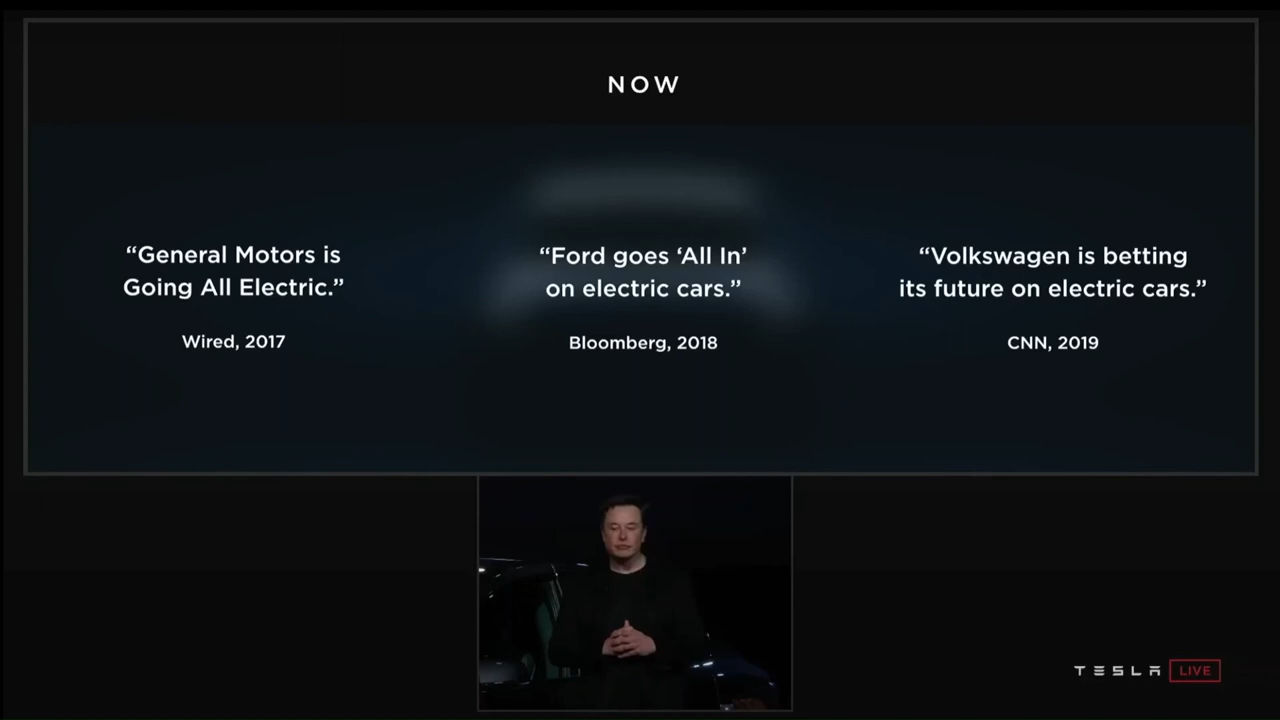 NOW
“General Motors is
Going All Electric.”
Wired, 2017
“Ford goes ‘All In’
on electric cars.”
Bloomberg, 2018
“Volkswagen is betting
its future on electric cars.”
CNN, 2019
TESLA LIVE